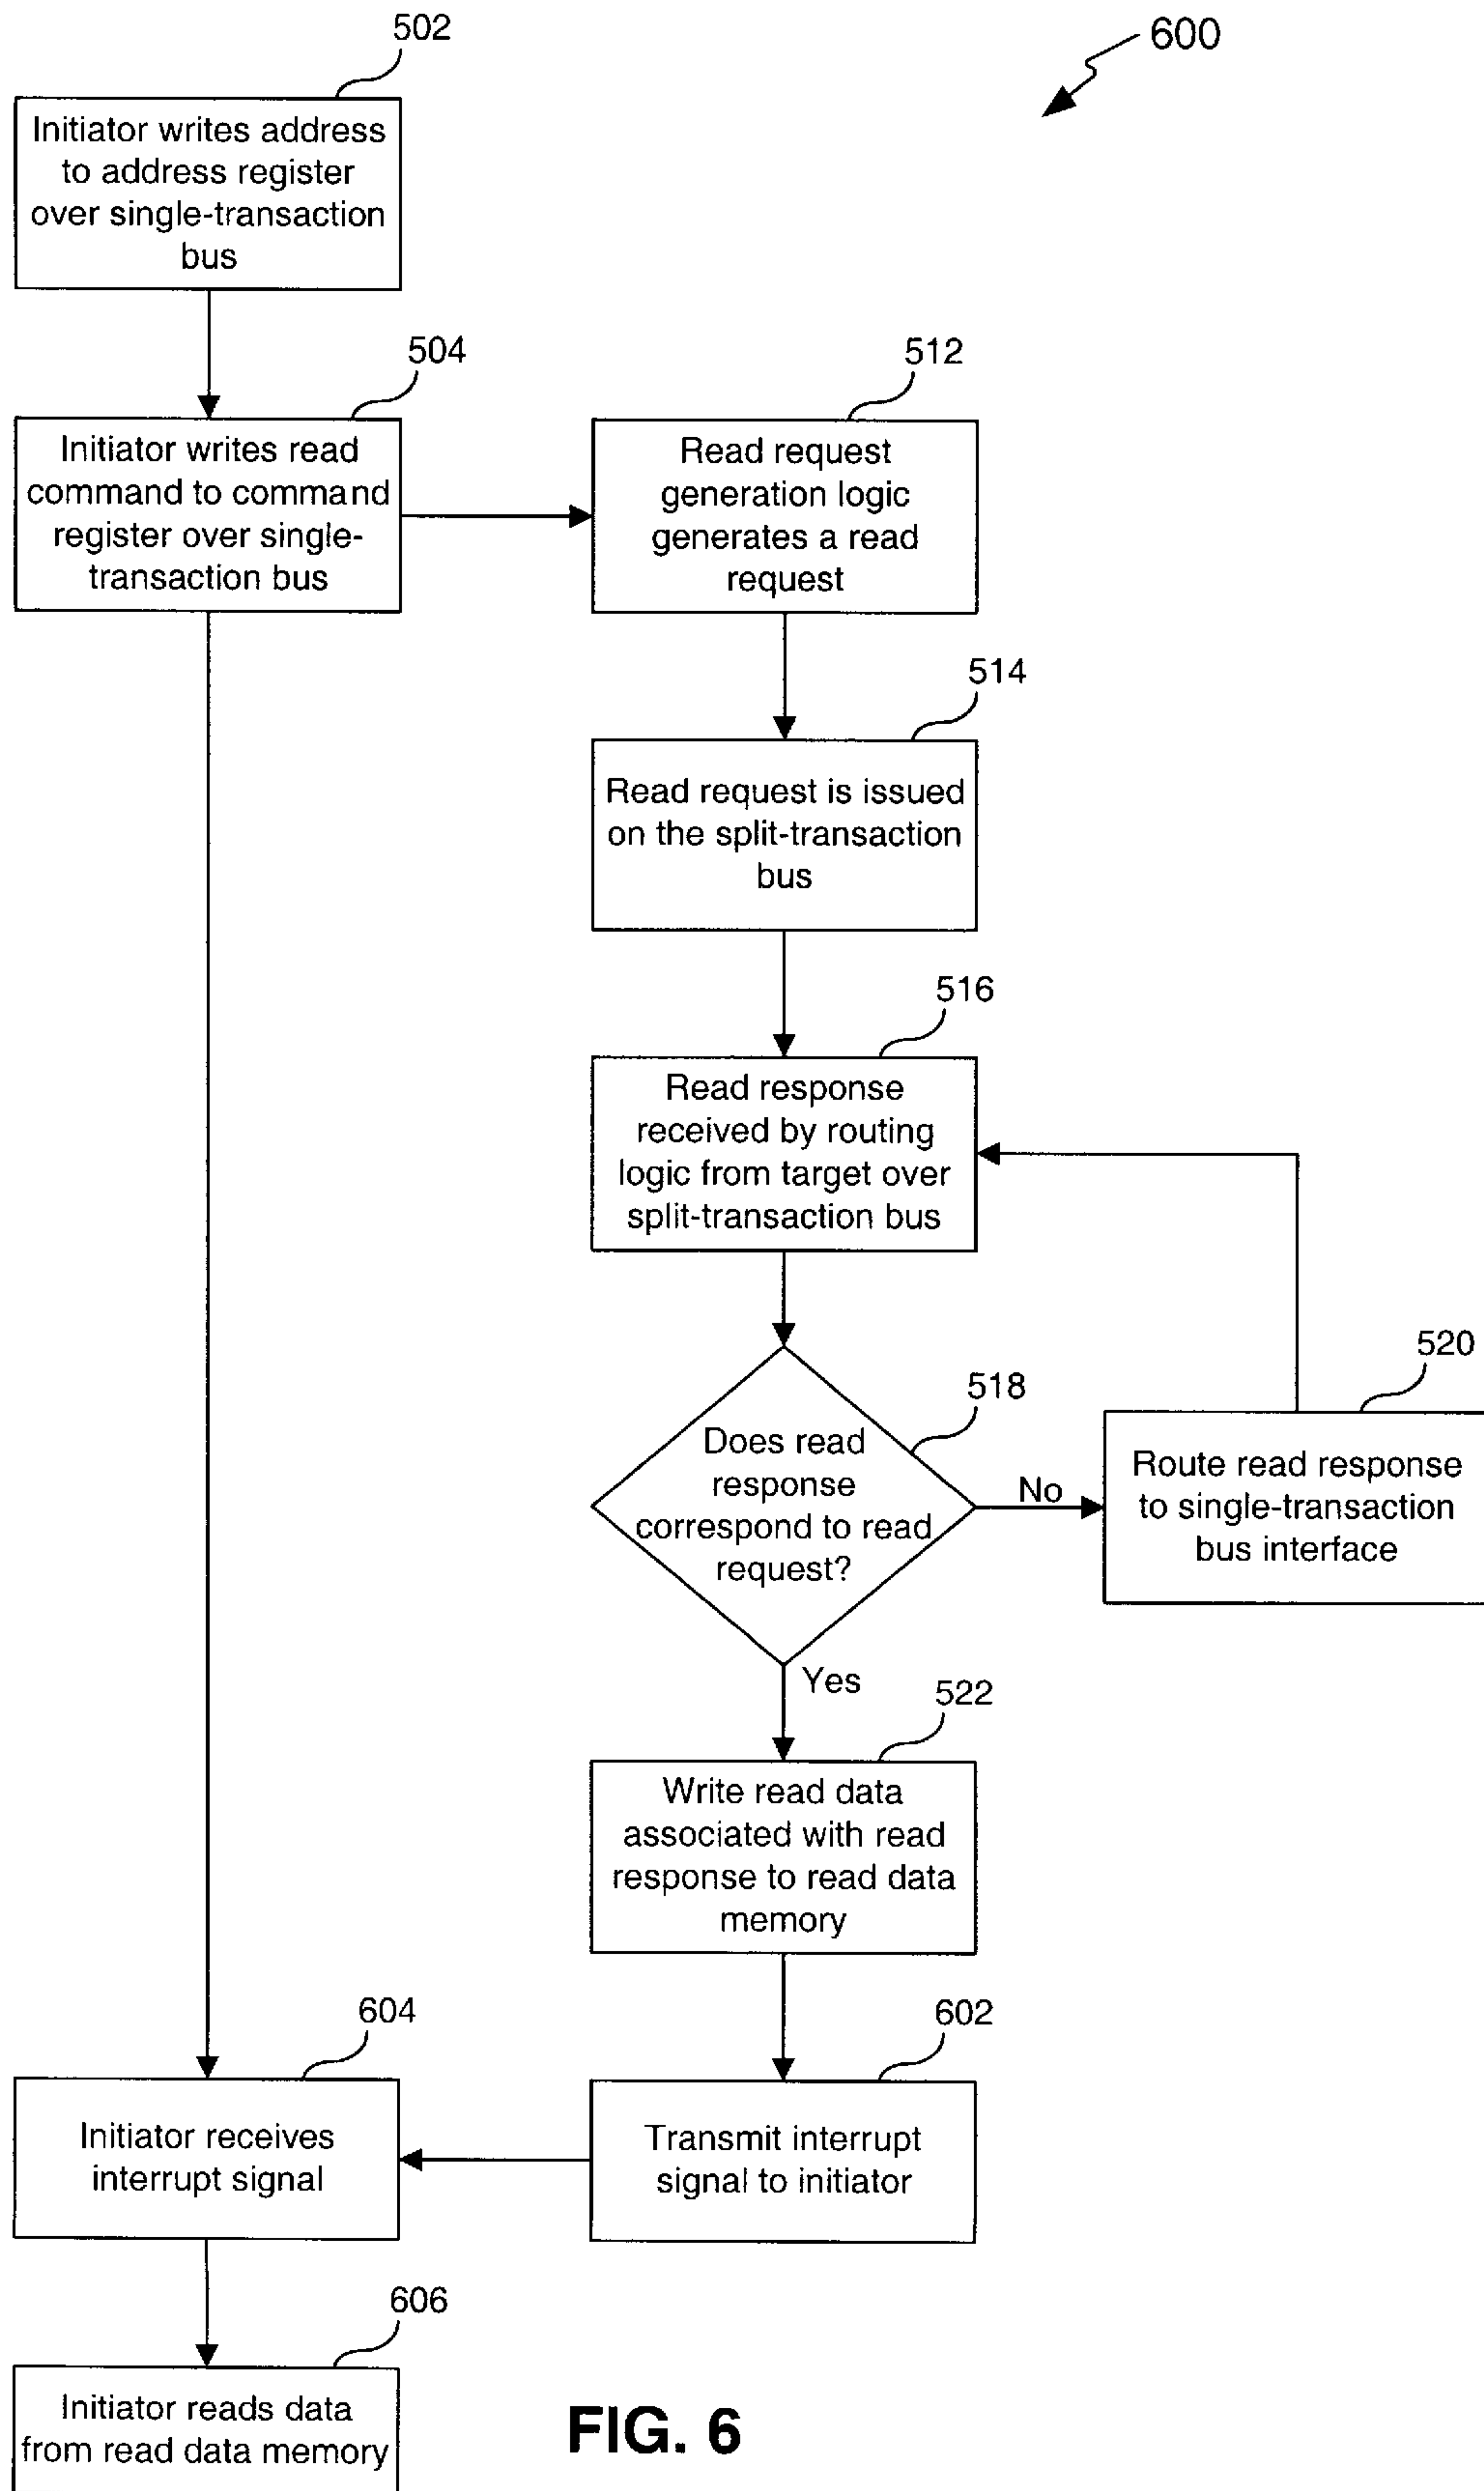 502
600
Initiator writes address
to address register
over single-transaction
bus
504
512
Initiator writes read
command to command
register over single-
transaction bus
Read request
generation logic
generates a read
request
514
Read request is issued
on the split-transaction
bus
516
Read response
received by routing
logic from target over
split-transaction bus
520
518
Does read
response
correspond to read
request?
No
Route read response
to single-transaction
bus interface
Yes
522
Write read data
associated with read
response to read data
memory
604
602
Initiator receives
interrupt signal
Transmit interrupt
signal to initiator
606
Initiator reads data
from read data memory
FIG. 6